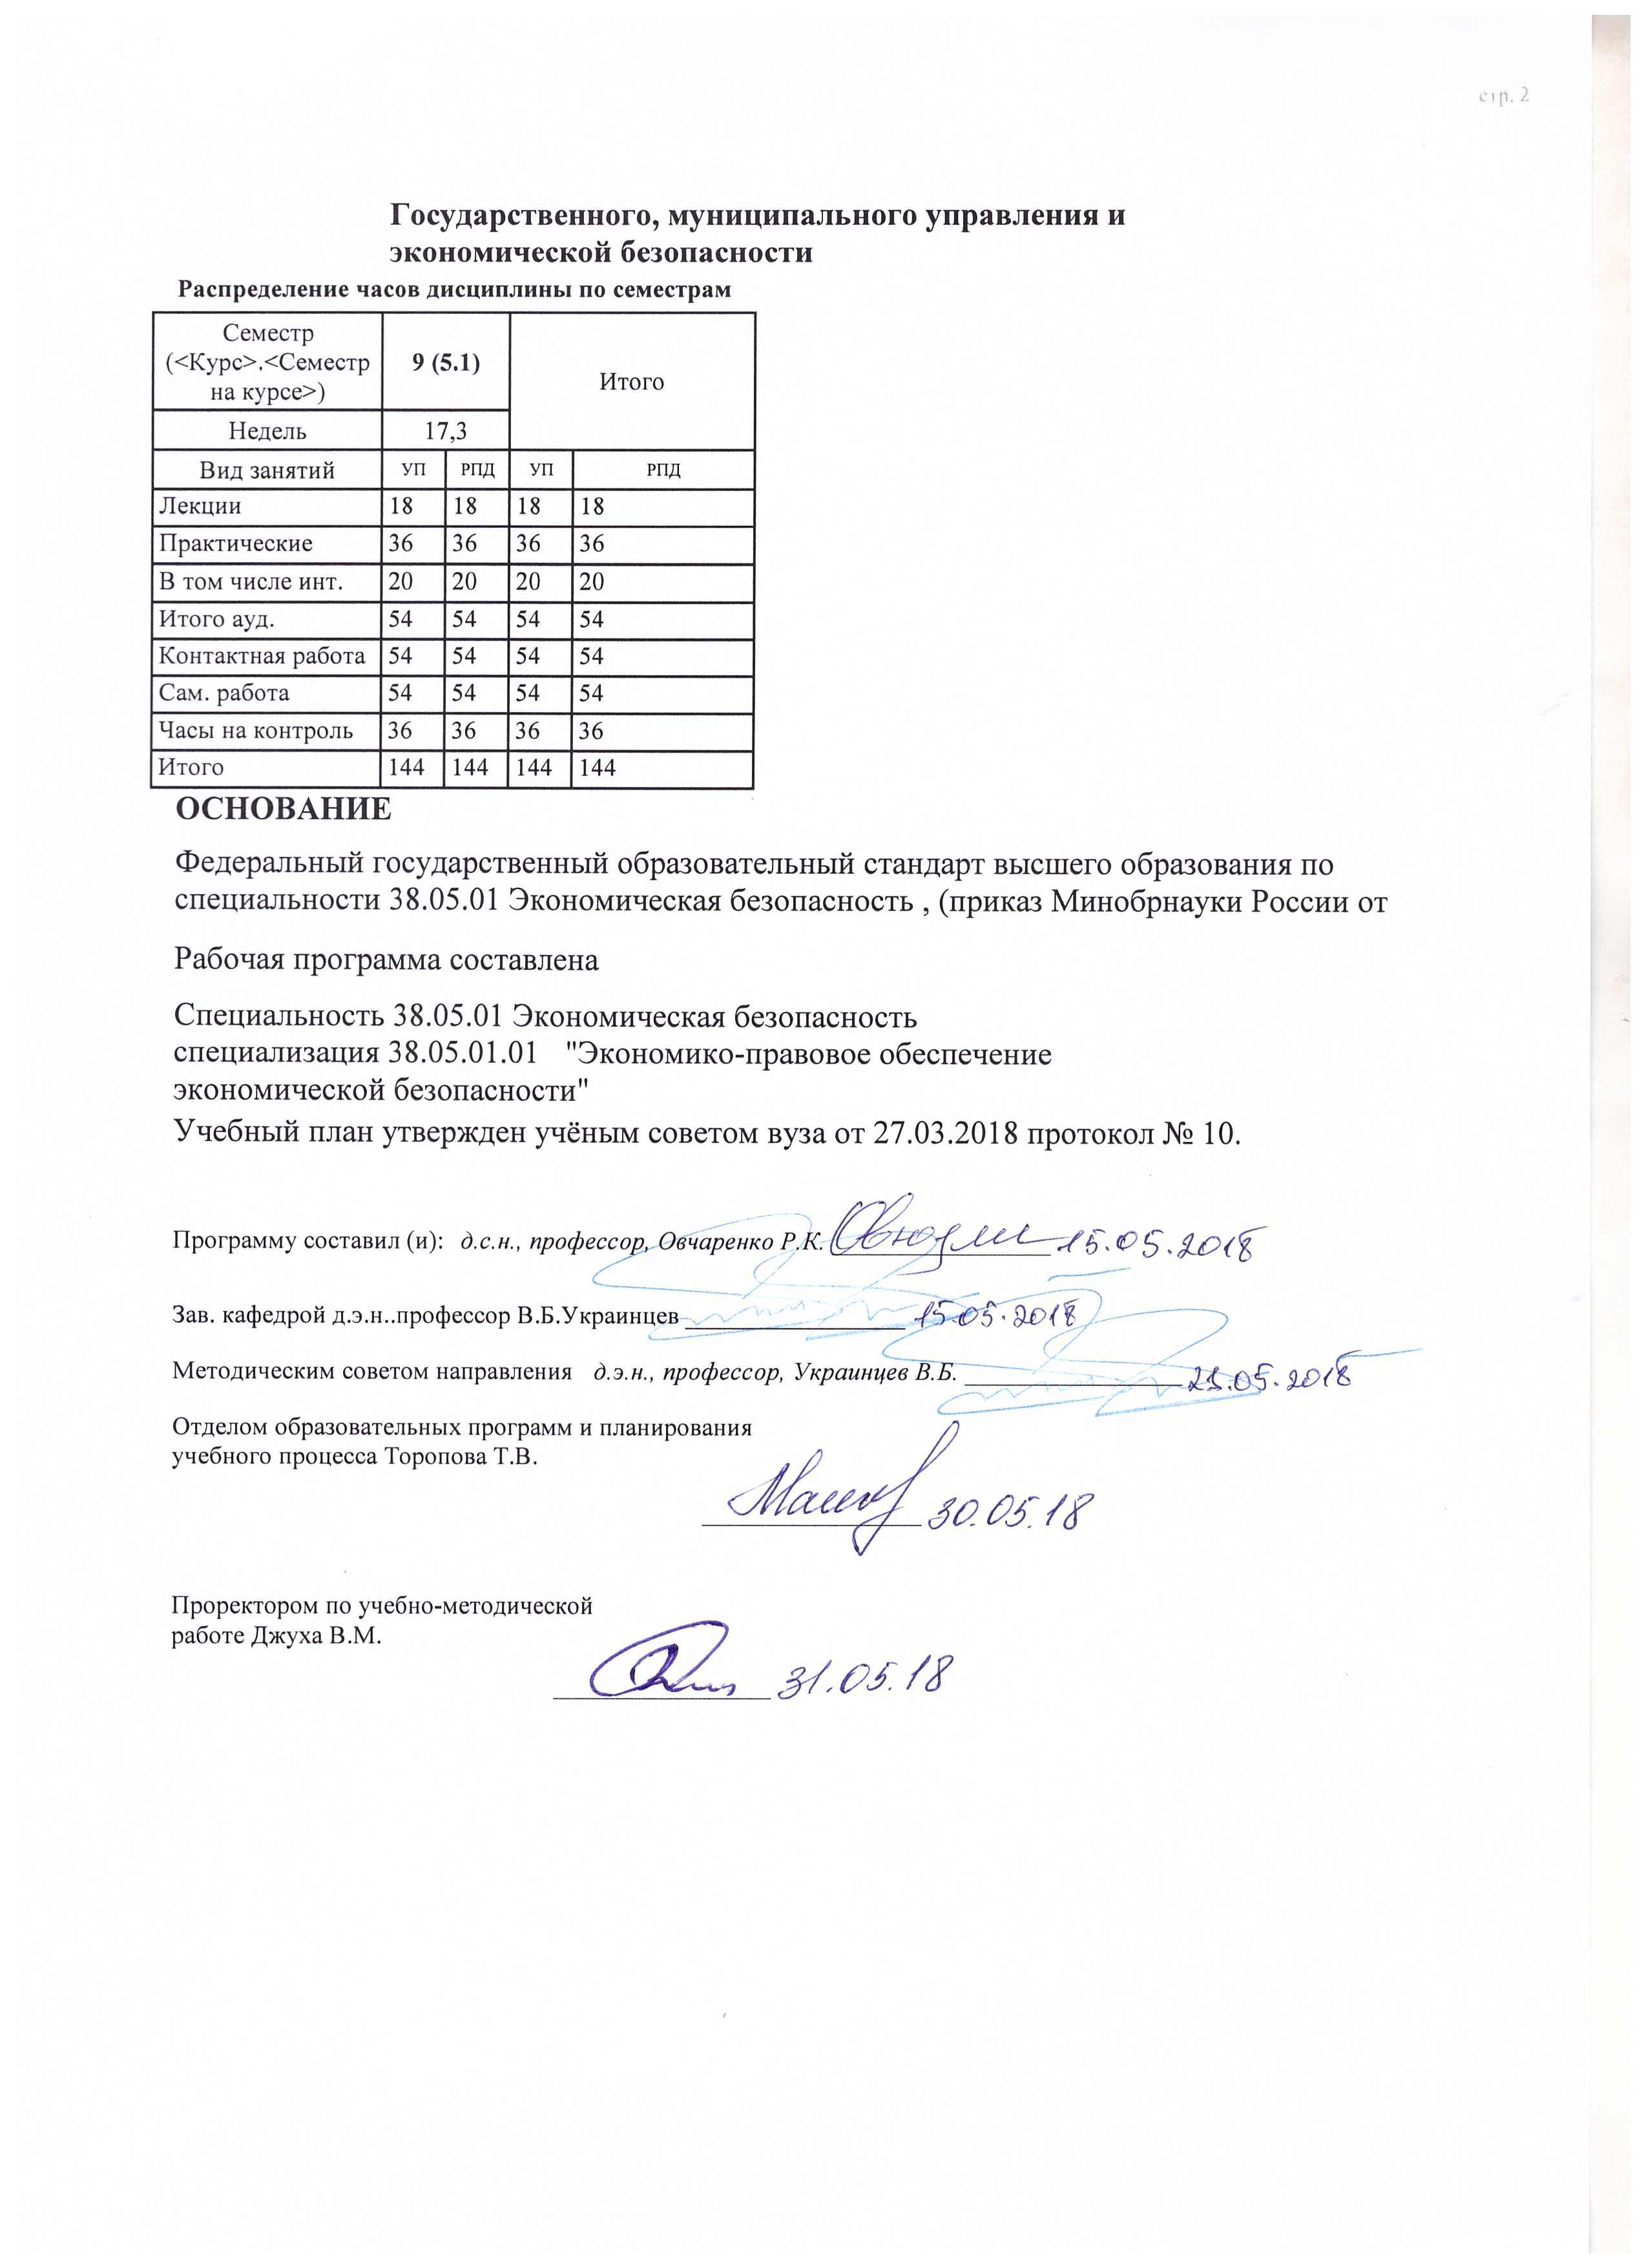 стр. 2
Государственного, муниципального управления и
экономической безопасности
Распределение часов дисциплины по семестрам
Семестр
(<Курс>.<Семестр
на курсе>)
9 (5.1)
Итого
Недель
17,3
Вид занятий УП РПД УП РПД
Лекции 18 18 18 18
Практические 36 36 36 36
В том числе инт. 20 20 20 20
Итого ауд. 54 54 54 54
Контактная работа 54 54 54 54
Сам. работа 54 54 54 54
Часы на контроль 36 36 36 36
Итого 144 144 144 144
ОСНОВАНИЕ
Федеральный государственный образовательный стандарт высшего образования по
специальности 38.05.01 Экономическая безопасность , (приказ Минобрнауки России от
Рабочая программа составлена
Специальность 38.05.01 Экономическая безопасность
специализация 38.05.01.01 "Экономико-правовое обеспечение
экономической безопасности"
Учебный план утвержден учёным советом вуза от 27.03.2018 протокол № 10.
Программу составил (и): д.с.н., профессор, Овчаренко Р.К. 15.05.2018
Зав. кафедрой д.э.н..профессор В.Б.Украинцев 15.05.2018
Методическим советом направления д.э.н., профессор, Украинцев В.Б. .05.2018
Отделом образовательных программ и планирования
учебного процесса Торопова Т.В.
30.05.18
Проректором по учебно-методической
работе Джуха В.М.
31.05.18